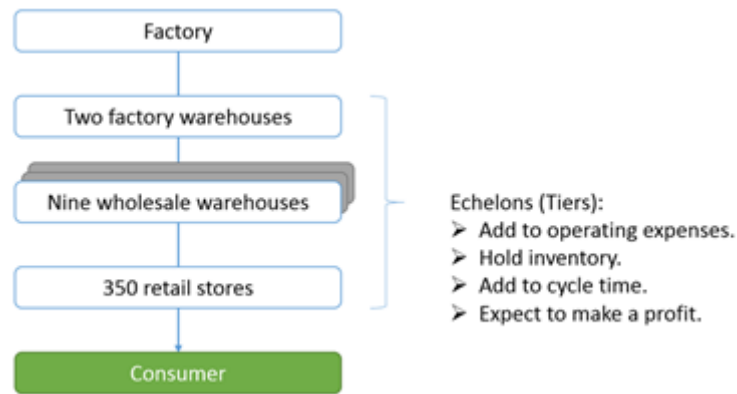 Factory
Two factory warehouses
Nine wholesale warehouses
350 retail stores
Consumer
Echelons (Tiers):
➢ Add to operating expenses.
➢ Hold inventory.
➢ Add to cycle time.
➢ Expect to make a profit.